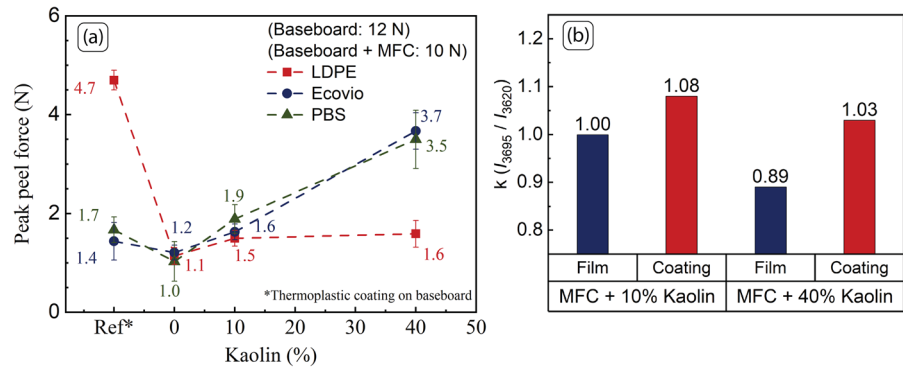 (a)
(Baseboard: 12 N)
(Baseboard + MFC: 10 N)
LDPE
Ecovio
PBS
Peak peel force (N)
6
4
2
0
4.7
1.7
1.4
1.2
1.1
1.0
1.9
1.6
1.5
3.7
3.5
1.6
*Thermoplastic coating on baseboard
Ref* 0 10 20 30 40 50
Kaolin (%)
(b)
k (I3695 / I3620)
1.2
1.1
1.0
0.9
0.8
1.00
1.08
0.89
1.03
Film Coating Film Coating
MFC + 10% Kaolin MFC + 40% Kaolin